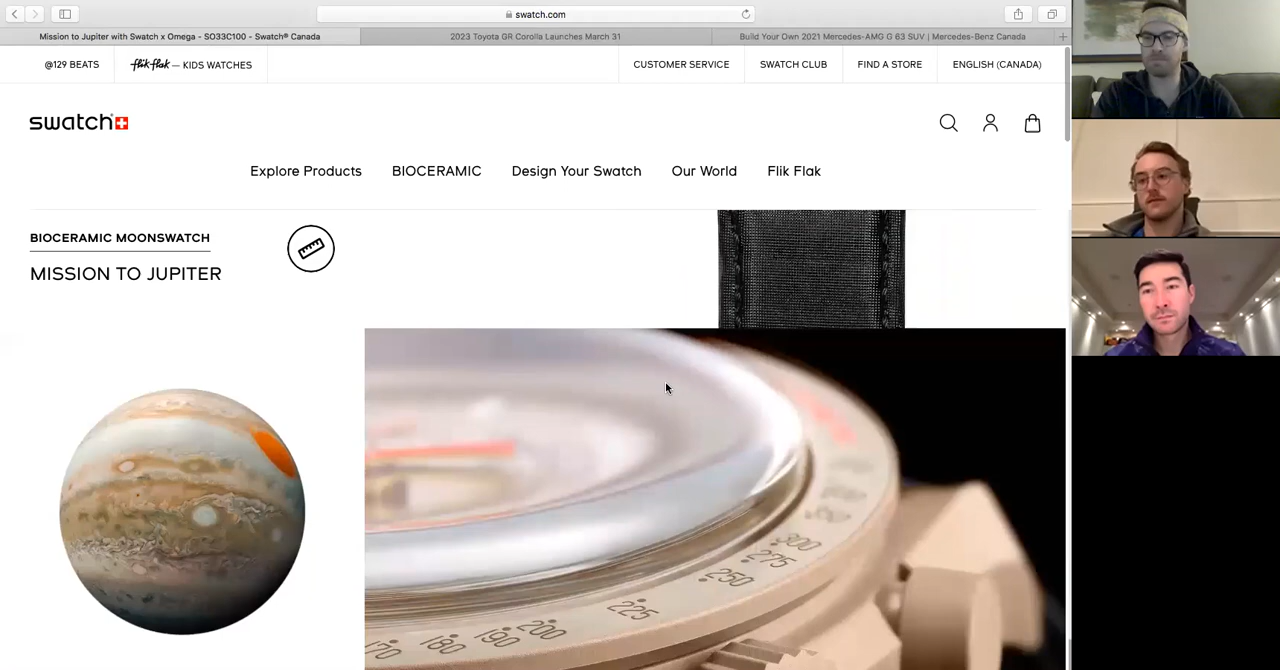 swatch.com
Mission to Jupiter with Swatch x Omega - SO33C100 - Swatch® Canada
2023 Toyota GR Corolla Launches March 31
Build Your Own 2021 Mercedes-AMG G 63 SUV | Mercedes-Benz Canada
@129 BEATS
flik flak — KIDS WATCHES
CUSTOMER SERVICE
SWATCH CLUB
FIND A STORE
ENGLISH (CANADA)
swatch
Explore Products
BIOCERAMIC
Design Your Swatch
Our World
Flik Flak
BIOCERAMIC MOONSWATCH
MISSION TO JUPITER
300
275
250
225
200
190
180
170